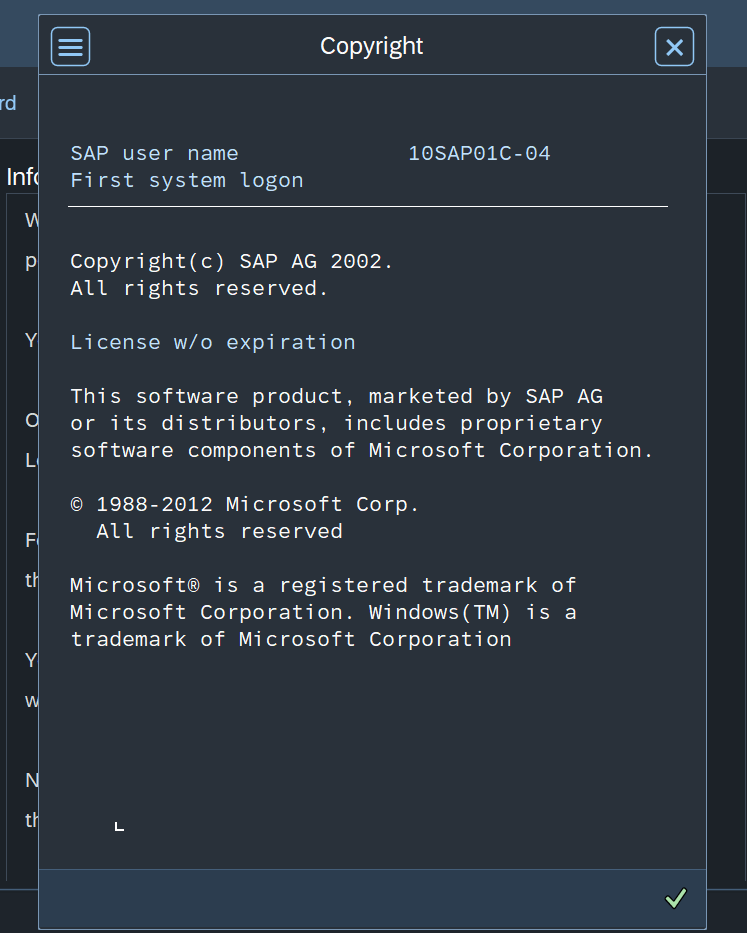 Copyright
rd
SAP user name 10SAP01C-04
First system logon
Copyright(c) SAP AG 2002.
All rights reserved.
License w/o expiration
This software product, marketed by SAP AG
or its distributors, includes proprietary
software components of Microsoft Corporation.
© 1988-2012 Microsoft Corp.
All rights reserved
Microsoft® is a registered trademark of
Microsoft Corporation. Windows(TM) is a
trademark of Microsoft Corporation